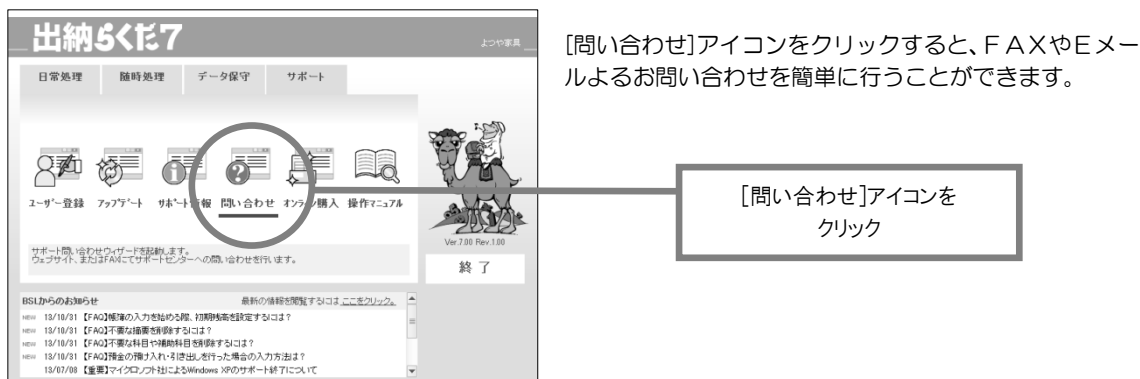 出納らくだ7
よつや家具
日常処理 随時処理 データ保守 サポート
ユーザー登録 アップデート サポート情報 問い合わせ オンライン購入 操作マニュアル
サポート問い合わせウィザードを起動します。
ウェブサイト、またはFAXにてサポートセンターへの問い合わせを行います。
Ver.7.00 Rev.1.00
終了
BSLからのお知らせ 最新の情報を閲覧するにはここをクリック。
NEW 13/10/31 【FAQ】帳簿の入力を始める際、初期残高を設定するには？
NEW 13/10/31 【FAQ】不要な摘要を削除するには？
NEW 13/10/31 【FAQ】不要な科目や補助科目を削除するには？
NEW 13/10/31 【FAQ】預金の預け入れ・引き出しを行った場合の入力方法は？
13/07/08 【重要】マイクロソフト社によるWindows XPのサポート終了について
[問い合わせ]アイコンをクリックすると、ＦＡＸやＥメー
ルよるお問い合わせを簡単に行うことができます。
[問い合わせ]アイコンを
クリック